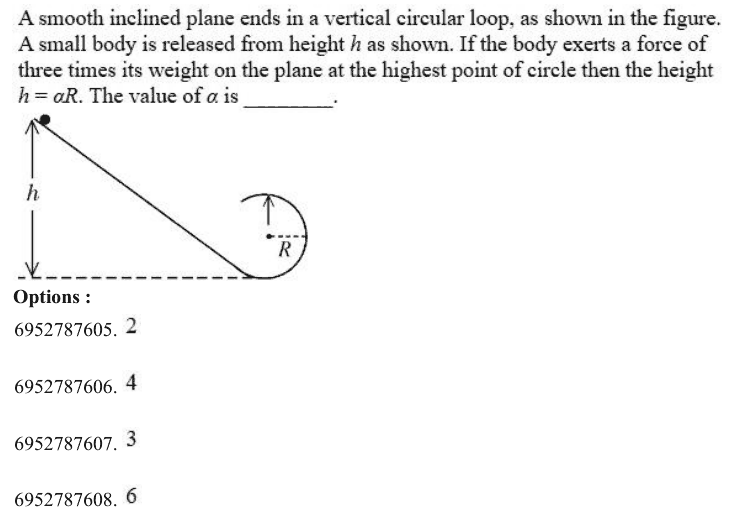 A smooth inclined plane ends in a vertical circular loop, as shown in the figure.
A small body is released from height h as shown. If the body exerts a force of
three times its weight on the plane at the highest point of circle then the height
h = αR. The value of α is ________.
h
R
Options :
6952787605. 2
6952787606. 4
6952787607. 3
6952787608. 6